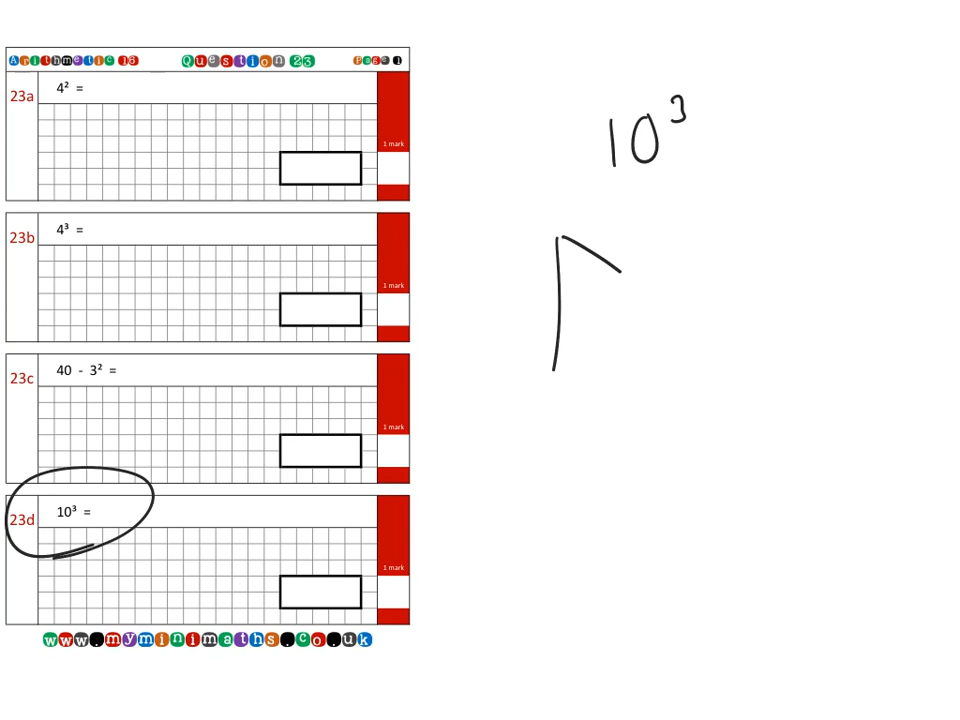 Arithmetic 18 Question 23 Page 1
23a 4² =
1 mark
23b 4³ =
1 mark
23c 40 - 3² =
1 mark
23d 10³ =
1 mark
www.myminimaths.co.uk
10³